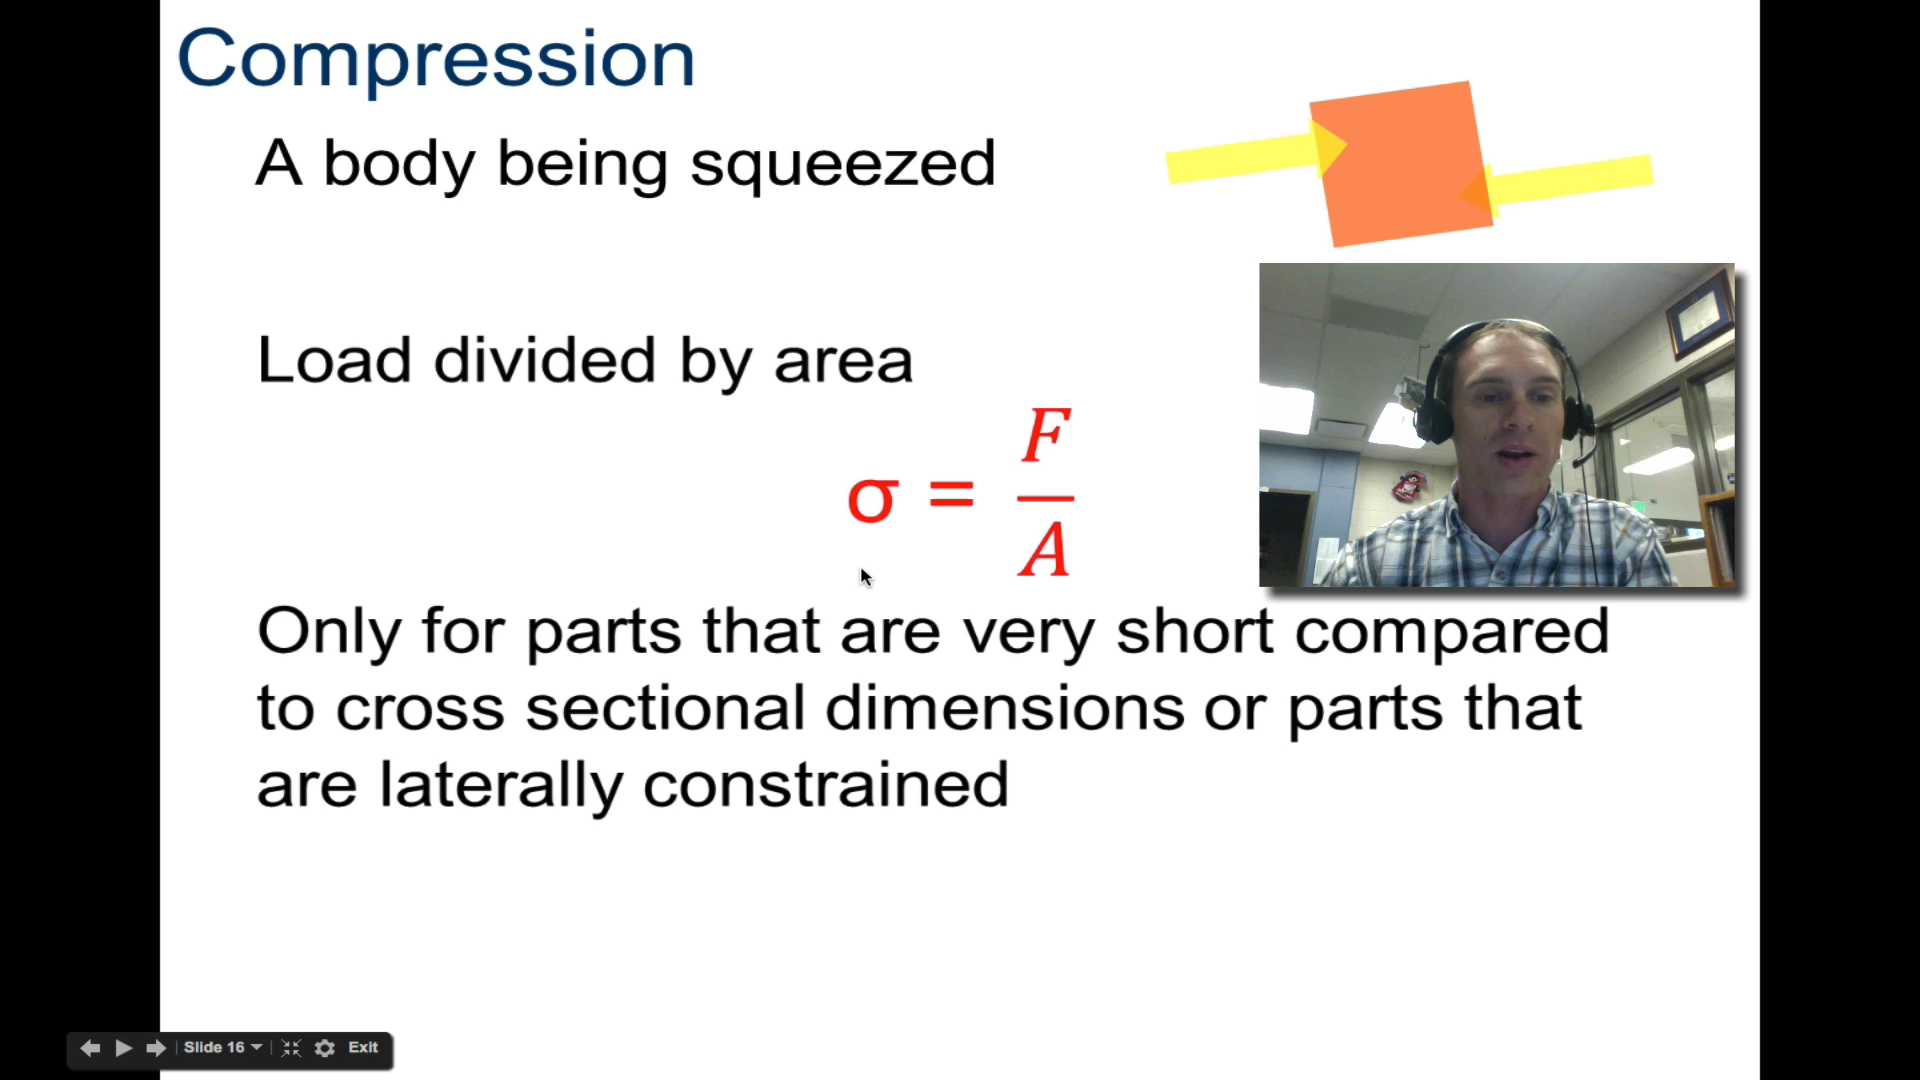 Compression
A body being squeezed
Load divided by area
σ = F/A
Only for parts that are very short compared
to cross sectional dimensions or parts that
are laterally constrained
Slide 16
Exit